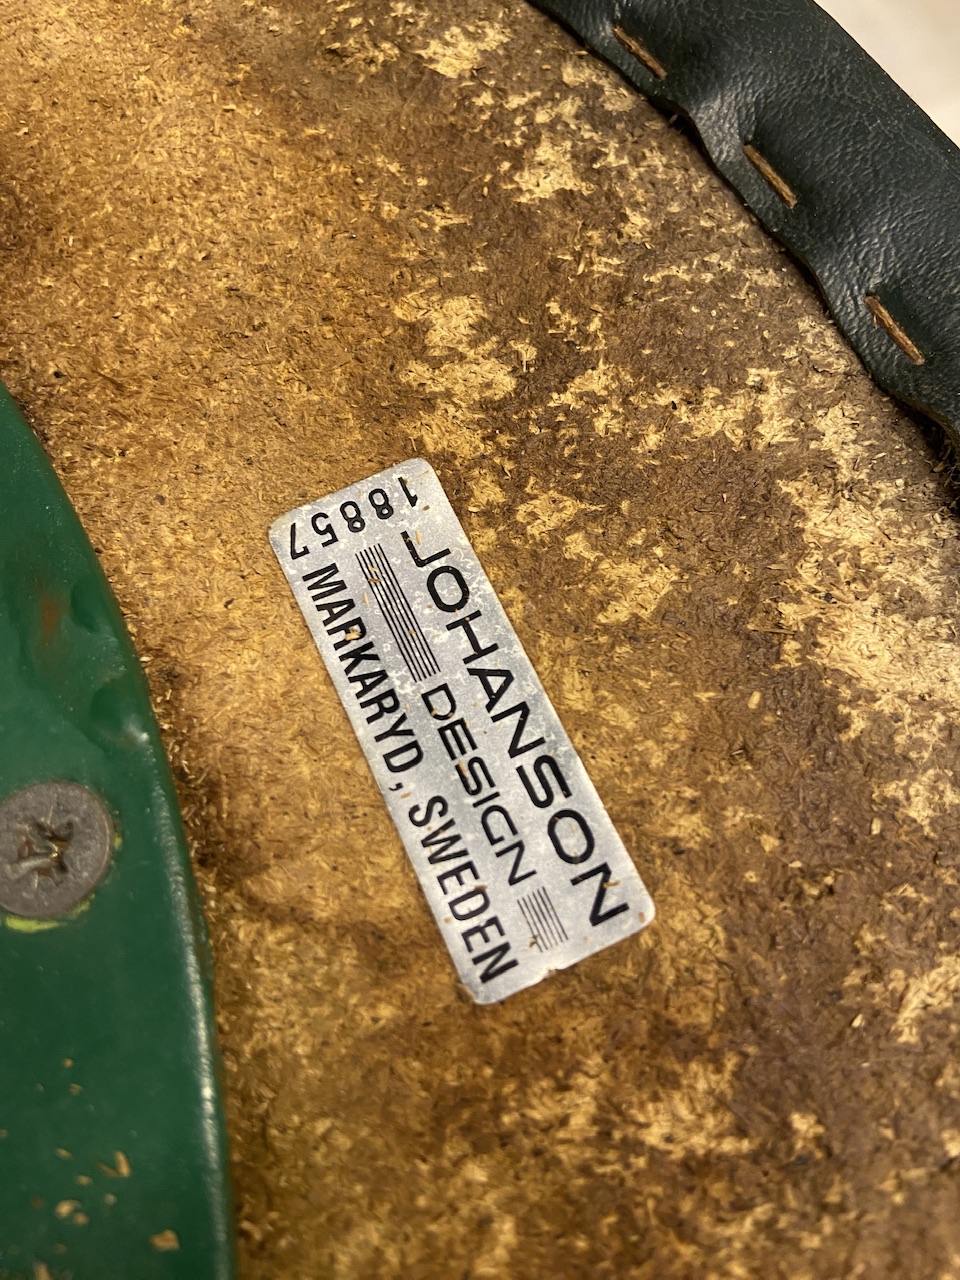 JOHANSON
DESIGN
MARKARYD, SWEDEN
18857